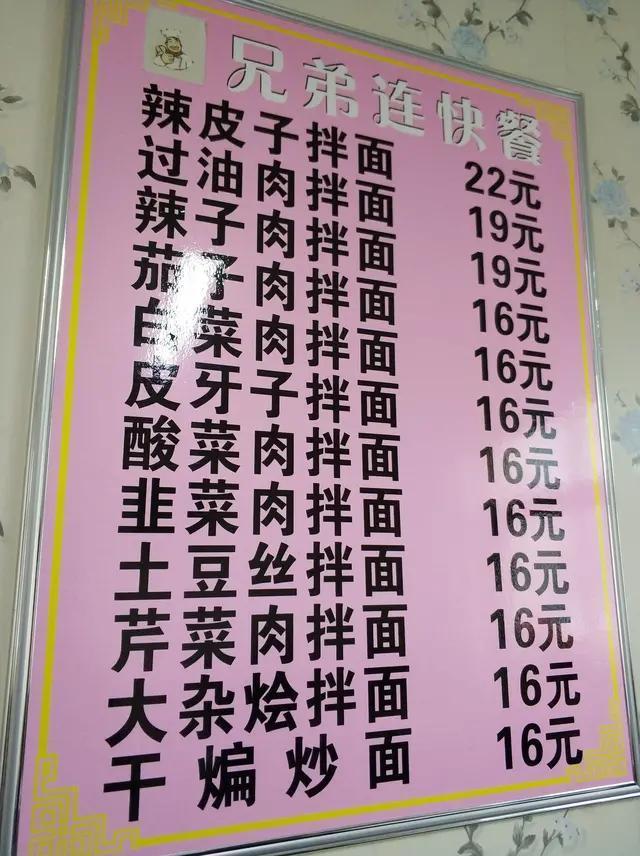 兄弟连快餐
辣皮子拌面 22元
过油肉拌面 19元
辣子肉拌面 19元
茄子肉拌面 16元
白菜肉拌面 16元
皮牙子拌面 16元
酸菜肉拌面 16元
韭菜肉拌面 16元
土豆丝拌面 16元
芹菜肉拌面 16元
大杂烩拌面 16元
干煸炒面 16元